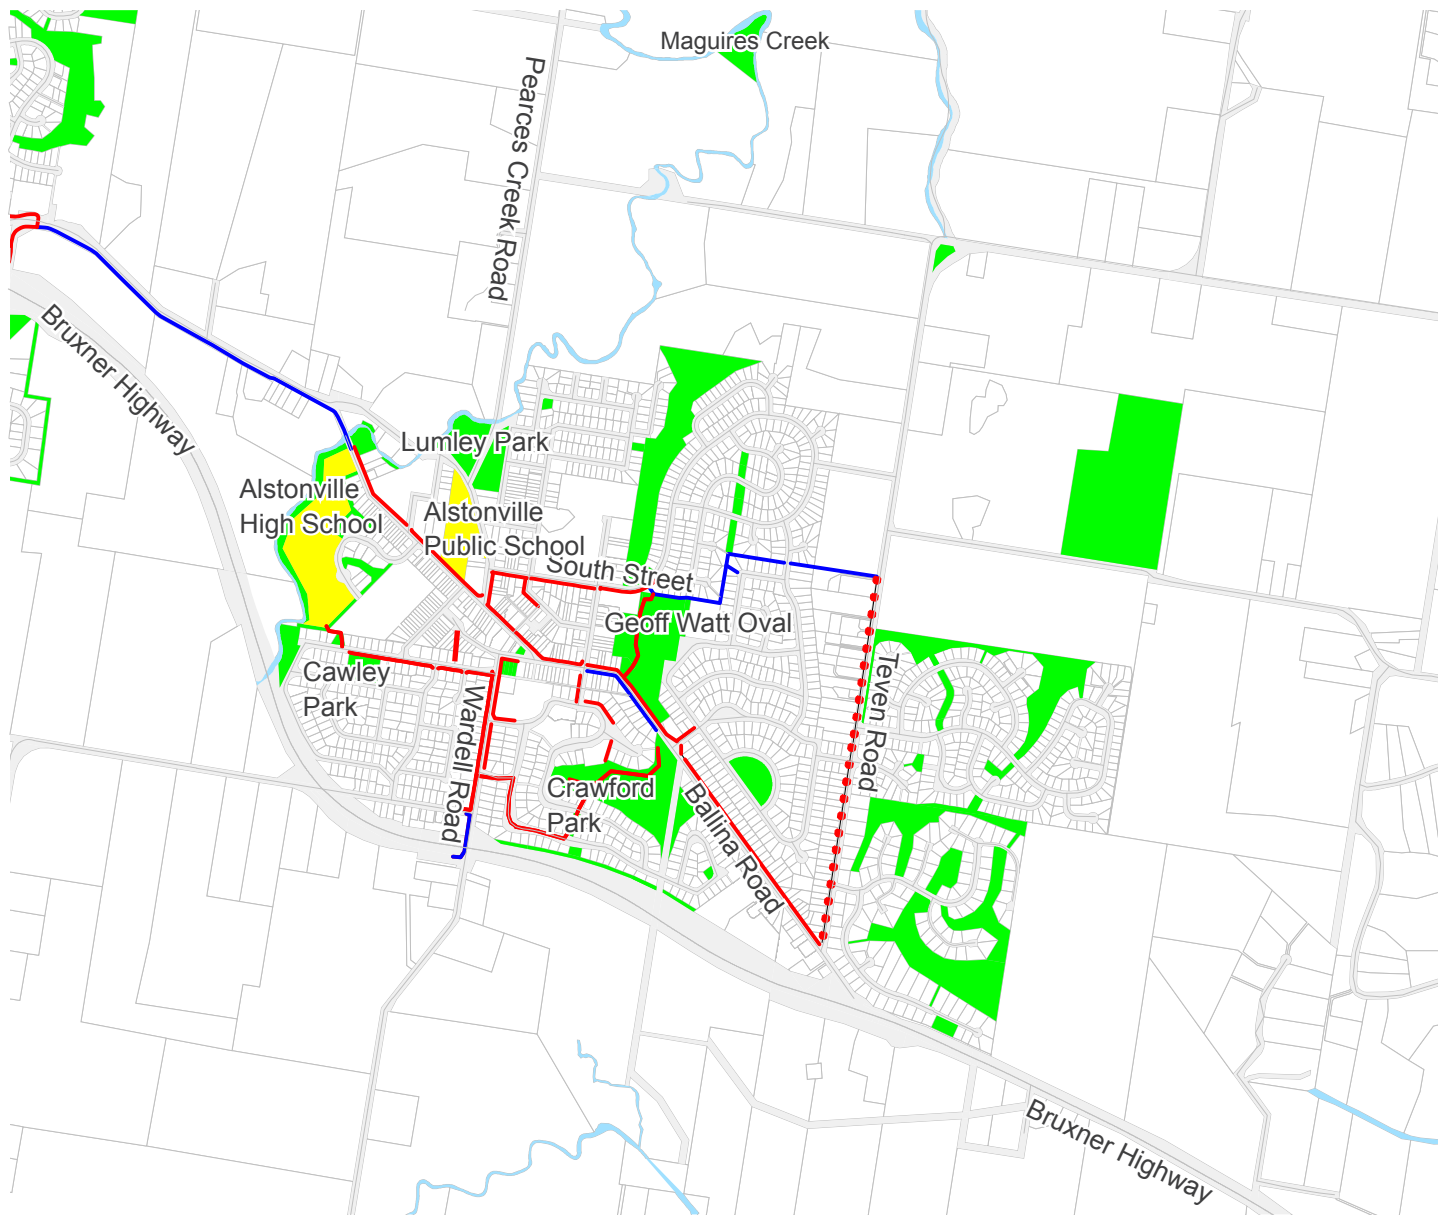 Maguires Creek
Pearces Creek Road
Bruxner Highway
Lumley Park
Alstonville
High School
Alstonville
Public School
South Street
Geoff Watt Oval
Cawley
Park
Wardell Road
Teven Road
Crawford
Park
Ballina Road
Bruxner Highway